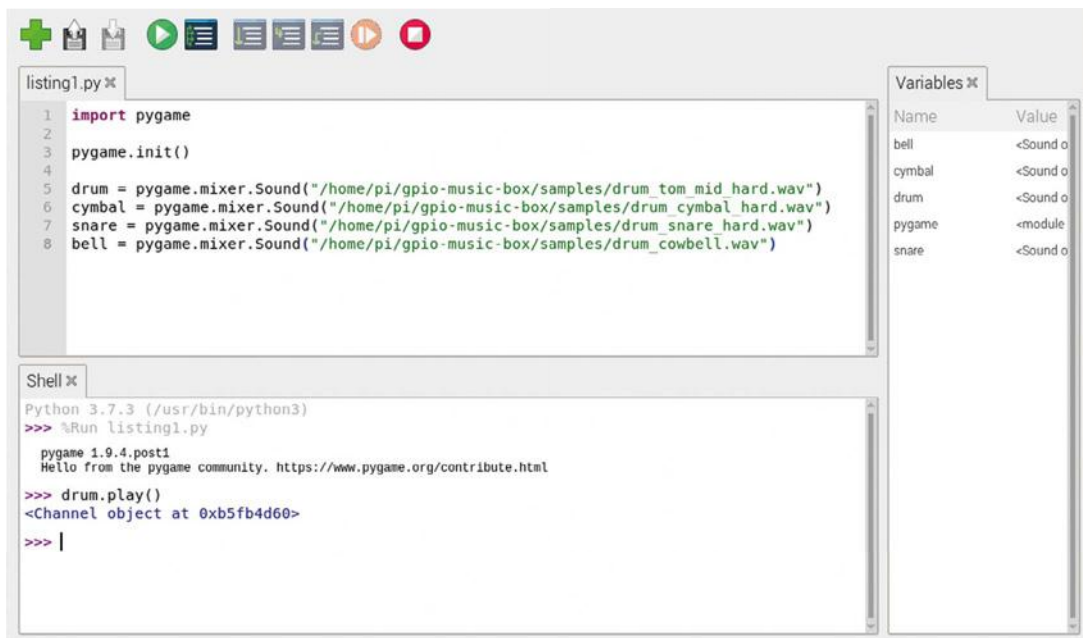 listing1.py
1 import pygame
2
3 pygame.init()
4
5 drum = pygame.mixer.Sound("/home/pi/gpio-music-box/samples/drum_tom_mid_hard.wav")
6 cymbal = pygame.mixer.Sound("/home/pi/gpio-music-box/samples/drum_cymbal_hard.wav")
7 snare = pygame.mixer.Sound("/home/pi/gpio-music-box/samples/drum_snare_hard.wav")
8 bell = pygame.mixer.Sound("/home/pi/gpio-music-box/samples/drum_cowbell.wav")
Shell
Python 3.7.3 (/usr/bin/python3)
>>> %Run listing1.py
pygame 1.9.4.post1
Hello from the pygame community. https://www.pygame.org/contribute.html
>>> drum.play()
<Channel object at 0xb5fb4d60>
>>>
Variables
Name Value
bell <Sound o
cymbal <Sound o
drum <Sound o
pygame <module
snare <Sound o